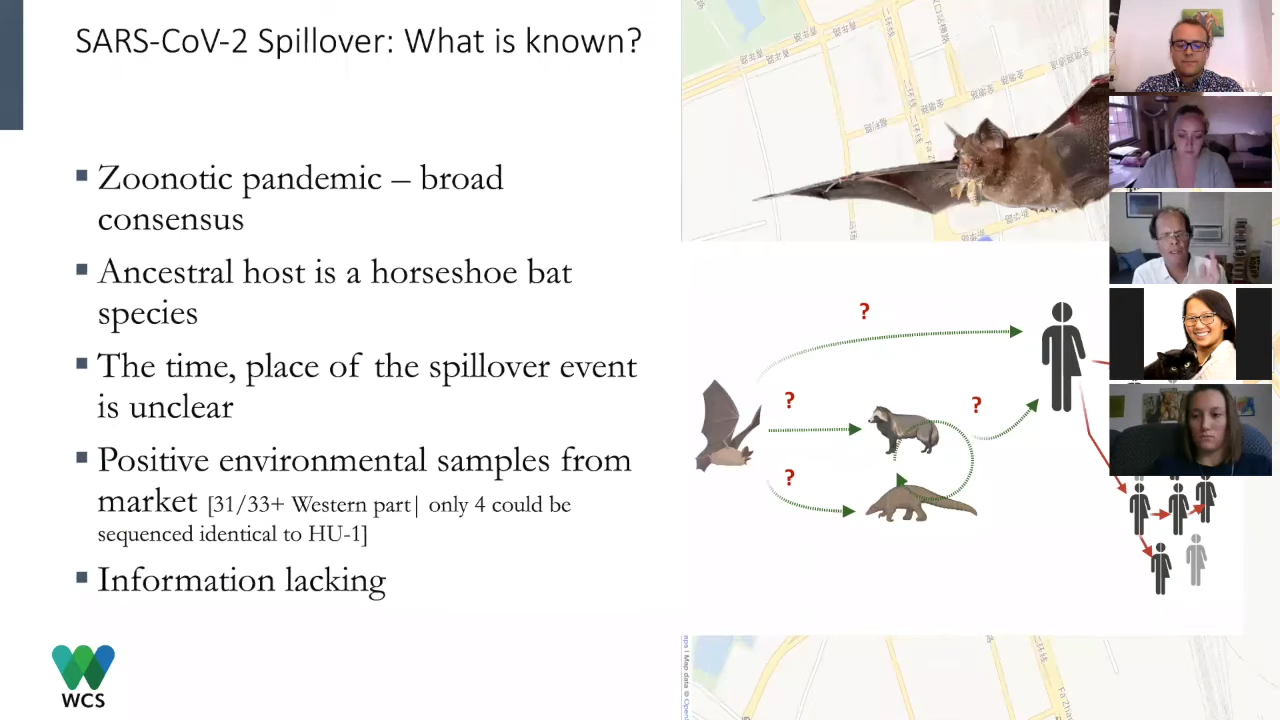 SARS-CoV-2 Spillover: What is known?
Zoonotic pandemic – broad
consensus
Ancestral host is a horseshoe bat
species
The time, place of the spillover event
is unclear
Positive environmental samples from
market [31/33+ Western part| only 4 could be
sequenced identical to HU-1]
Information lacking
WCS
?
?
?
?